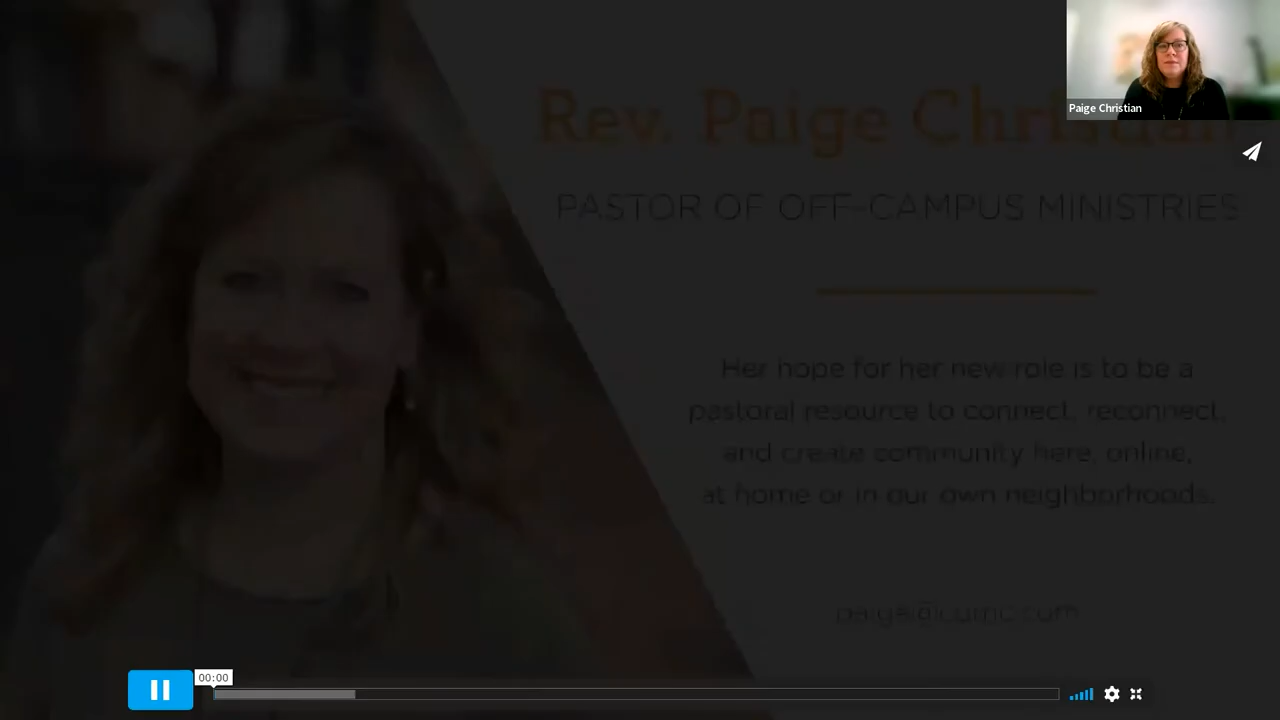 Rev. Paige Christian
Paige Christian
PASTOR OF OFF-CAMPUS MINISTRIES
Her hope for her new role is to be a
pastoral resource to connect, reconnect,
and create community here, online,
at home or in our own neighborhoods.
00:00